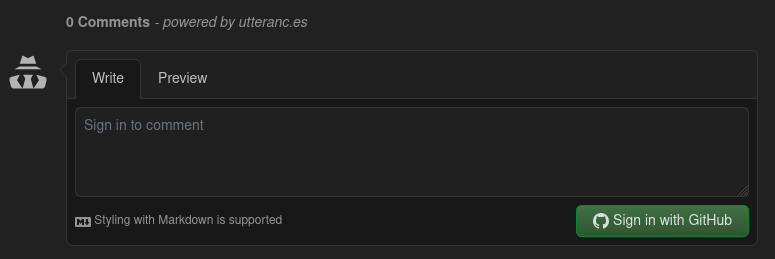 0 Comments - powered by utteranc.es
Write Preview
Sign in to comment
Styling with Markdown is supported
Sign in with GitHub